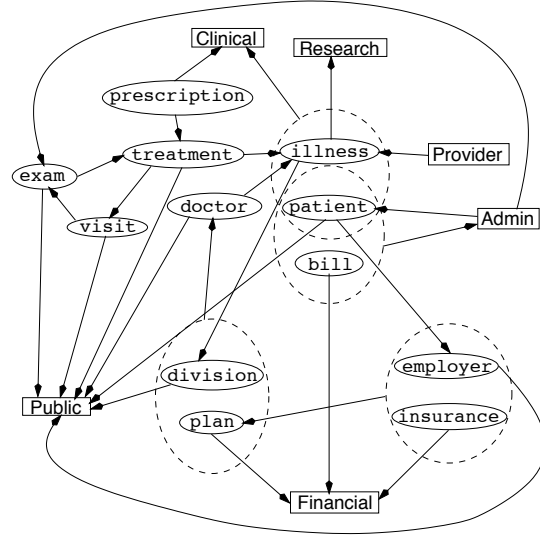 Clinical
Research
prescription
treatment
illness
Provider
exam
doctor
patient
Admin
visit
bill
division
employer
Public
plan
insurance
Financial